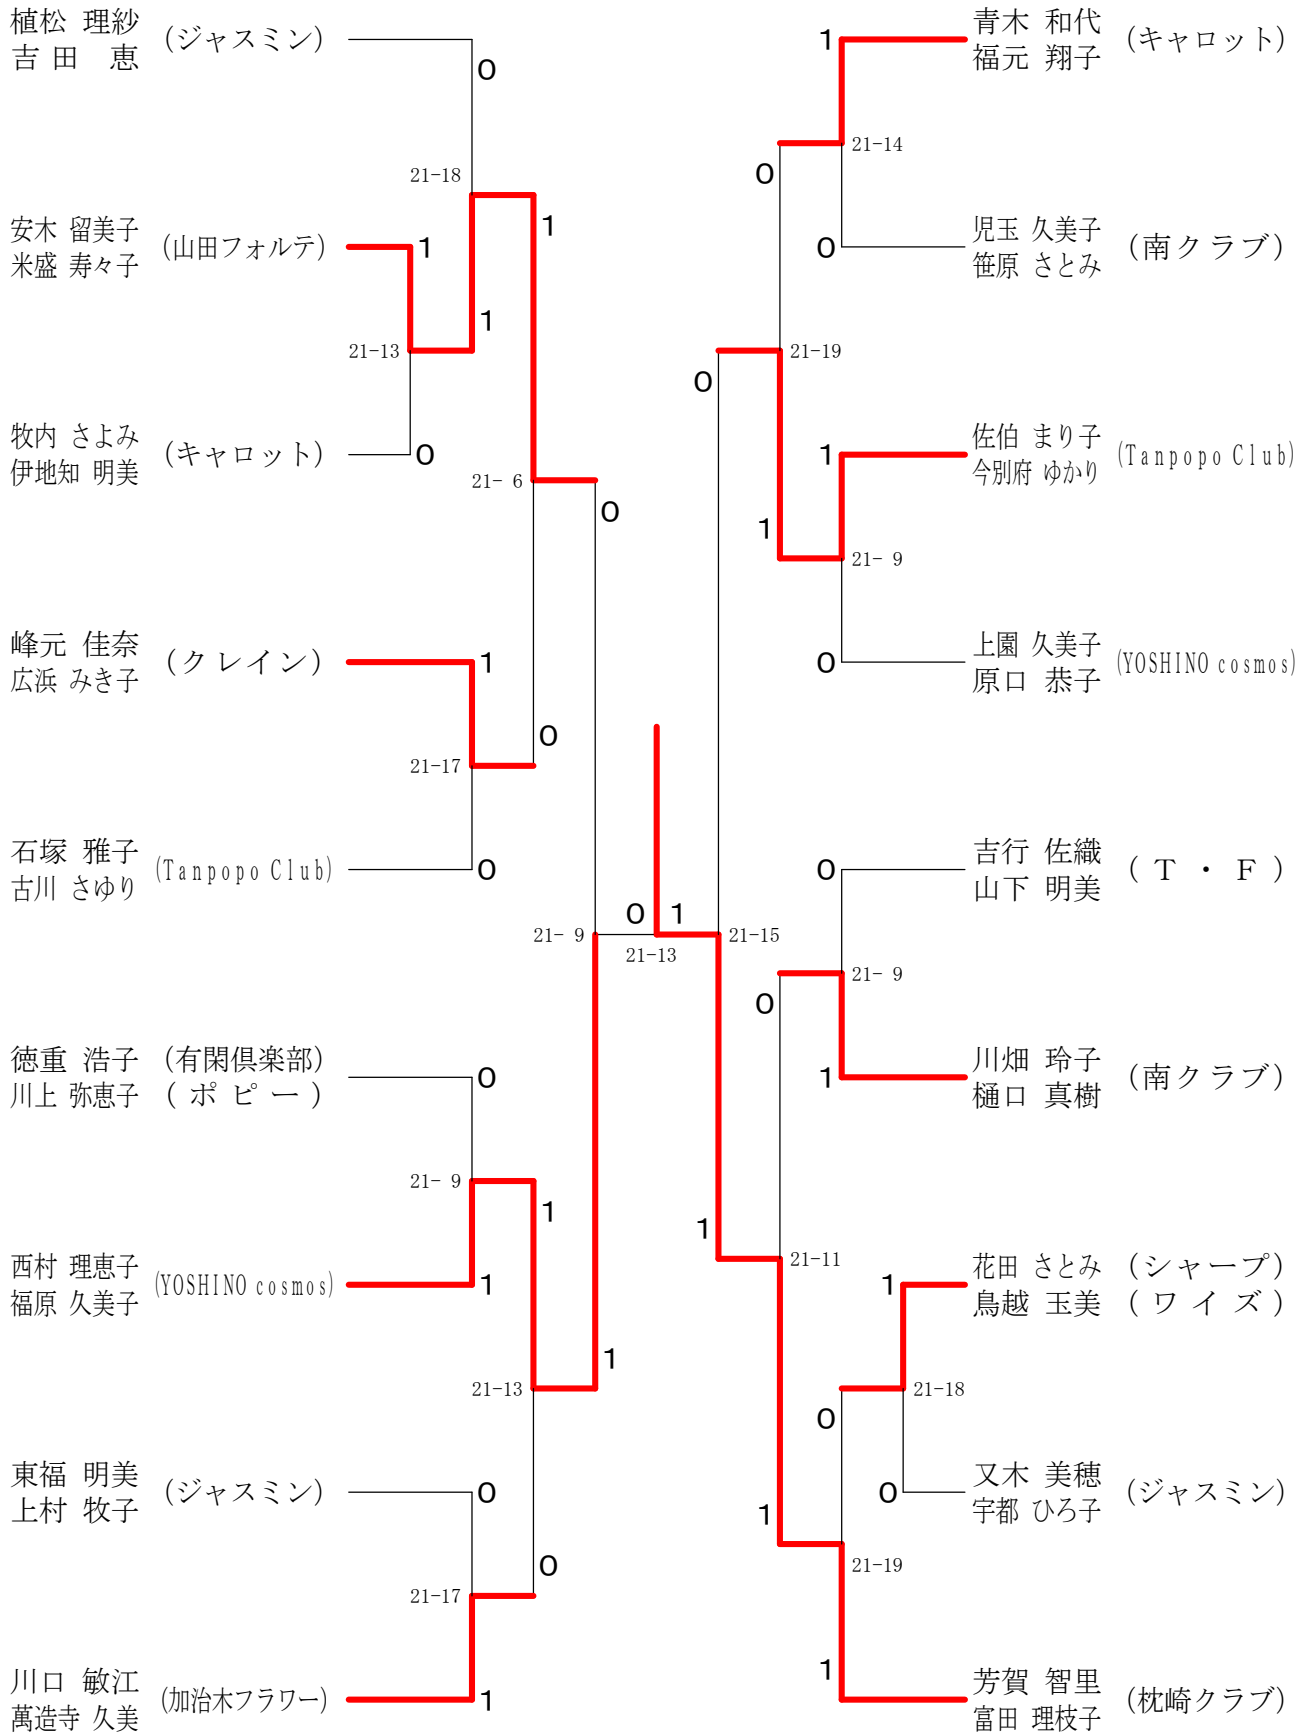 植松 理紗 (ジャスミン)
吉田 恵
0
21-18
1
安木 留美子 (山田フォルテ)
米盛 寿々子
1
1
21-13
牧内 さよみ (キャロット)
伊地知 明美
0
21- 6
0
峰元 佳奈 (クレイン)
広浜 みき子
1
0
21-17
石塚 雅子 (Tanpopo Club)
古川 さゆり
0
21- 9
徳重 浩子 (有閑倶楽部)
川上 弥恵子 (ポピー)
0
21- 9
1
西村 理恵子 (YOSHINO cosmos)
福原 久美子
1
1
21-13
東福 明美 (ジャスミン)
上村 牧子
0
0
21-17
川口 敏江 (加治木フラワー)
萬造寺 久美
1
0 1
21-13
青木 和代 (キャロット)
福元 翔子
1
21-14
0
児玉 久美子 (南クラブ)
笹原 さとみ
0
21-19
0
佐伯 まり子 (Tanpopo Club)
今別府 ゆかり
1
1
21- 9
上園 久美子 (YOSHINO cosmos)
原口 恭子
0
21-15
吉行 佐織 (T・F)
山下 明美
0
21- 9
0
川畑 玲子 (南クラブ)
樋口 真樹
1
1
21-11
花田 さとみ (シャープ)
鳥越 玉美 (ワイズ)
1
21-18
0
又木 美穂 (ジャスミン)
宇都 ひろ子
0
1
21-19
芳賀 智里 (枕崎クラブ)
富田 理枝子
1